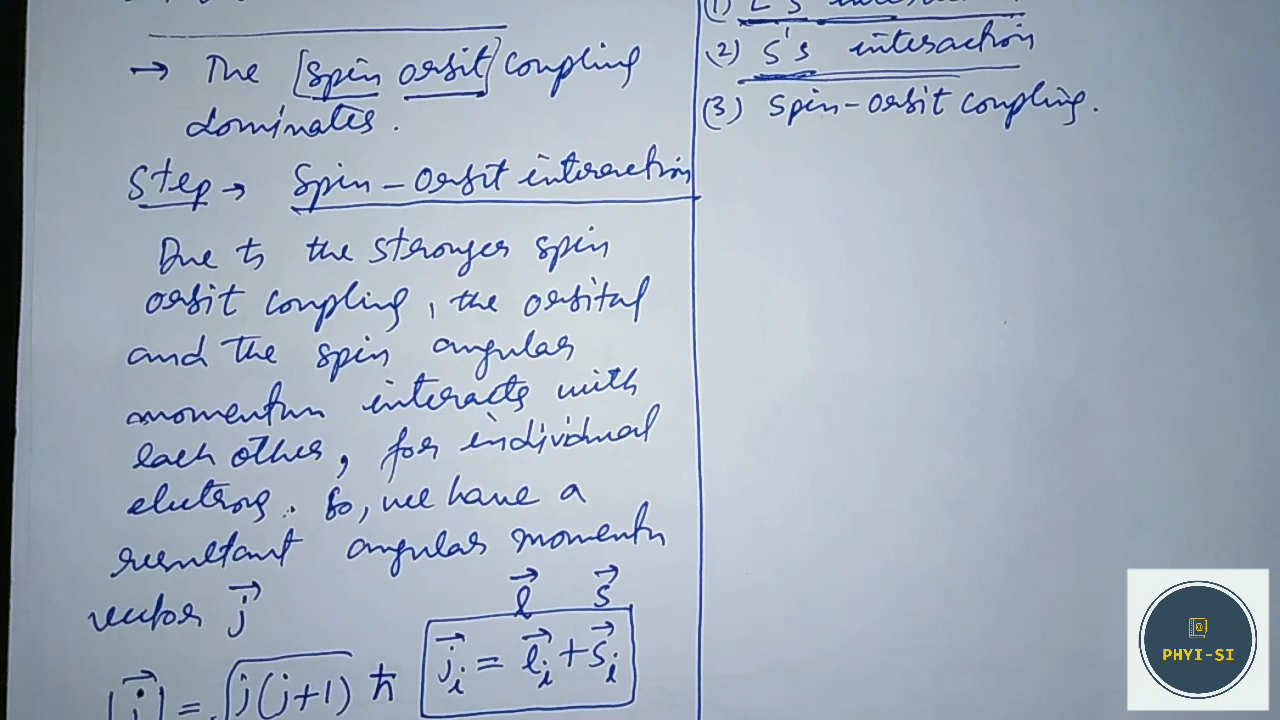 → The [spin orbit] coupling
dominates.
Step → Spin - Orbit interaction
Due to the stronger spin
orbit coupling, the orbital
and the spin angular
momentum interacts with
each other, for individual
electrons. So, we have a
resultant angular momentum
vector j⃗
l⃗ s⃗
j⃗i = l⃗i + s⃗i
|j⃗| = √j(j+1) ħ
(2) S's interaction
(3) Spin-orbit coupling.
PHYI-SI